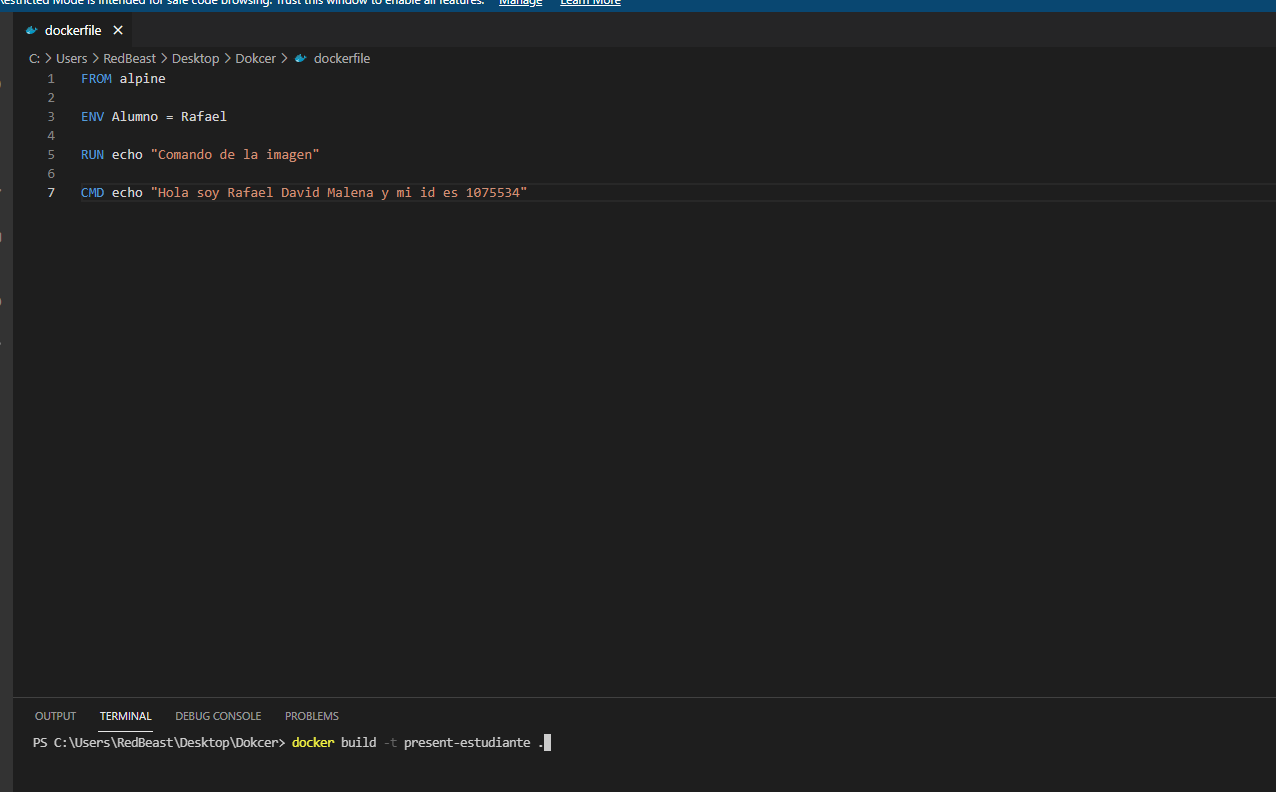 Restricted Mode is intended for safe code browsing. Trust this window to enable all features. Manage Learn More
dockerfile
C: > Users > RedBeast > Desktop > Dokcer > dockerfile
1 FROM alpine
2
3 ENV Alumno = Rafael
4
5 RUN echo "Comando de la imagen"
6
7 CMD echo "Hola soy Rafael David Malena y mi id es 1075534"
OUTPUT TERMINAL DEBUG CONSOLE PROBLEMS
PS C:\Users\RedBeast\Desktop\Dokcer> docker build -t present-estudiante .